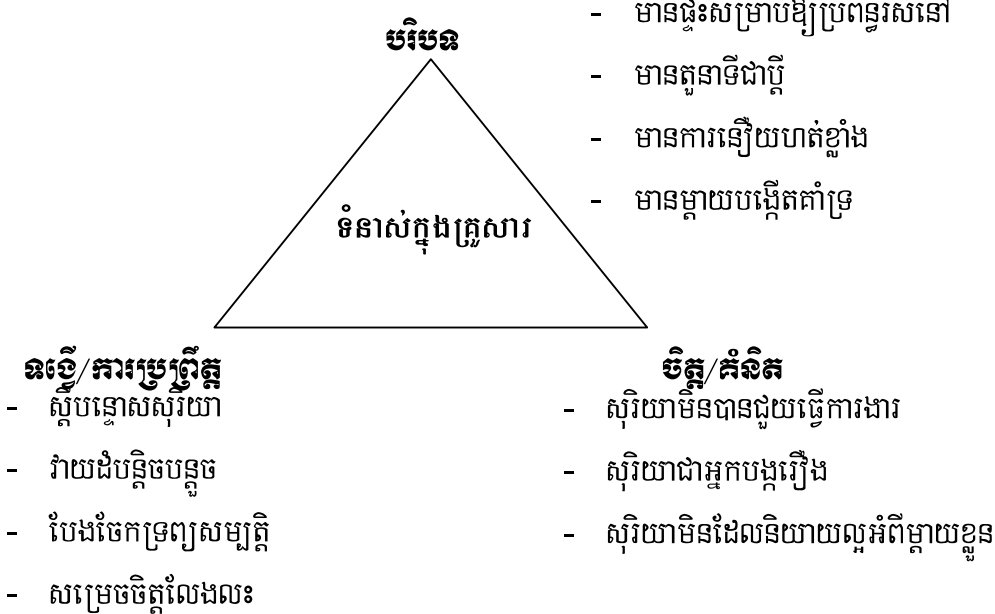 បរិបទ
- មានផ្ទះសម្រាប់ឱ្យប្រពន្ធរស់នៅ
- មានតួនាទីជាប្តី
- មានការនឿយហត់ខ្លាំង
- មានម្តាយបង្កើតគាំទ្រ
ទំនាស់ក្នុងគ្រួសារ
ទង្វើ/ការប្រព្រឹត្ត
- ស្តីបន្ទោសសុរិយា
- វាយដំបន្តិចបន្តួច
- បែងចែកទ្រព្យសម្បត្តិ
- សម្រេចចិត្តលែងលះ
ចិត្ត/គំនិត
- សុរិយាមិនបានជួយធ្វើការងារ
- សុរិយាជាអ្នកបង្ករឿង
- សុរិយាមិនដែលនិយាយល្អអំពីម្តាយខ្លួន